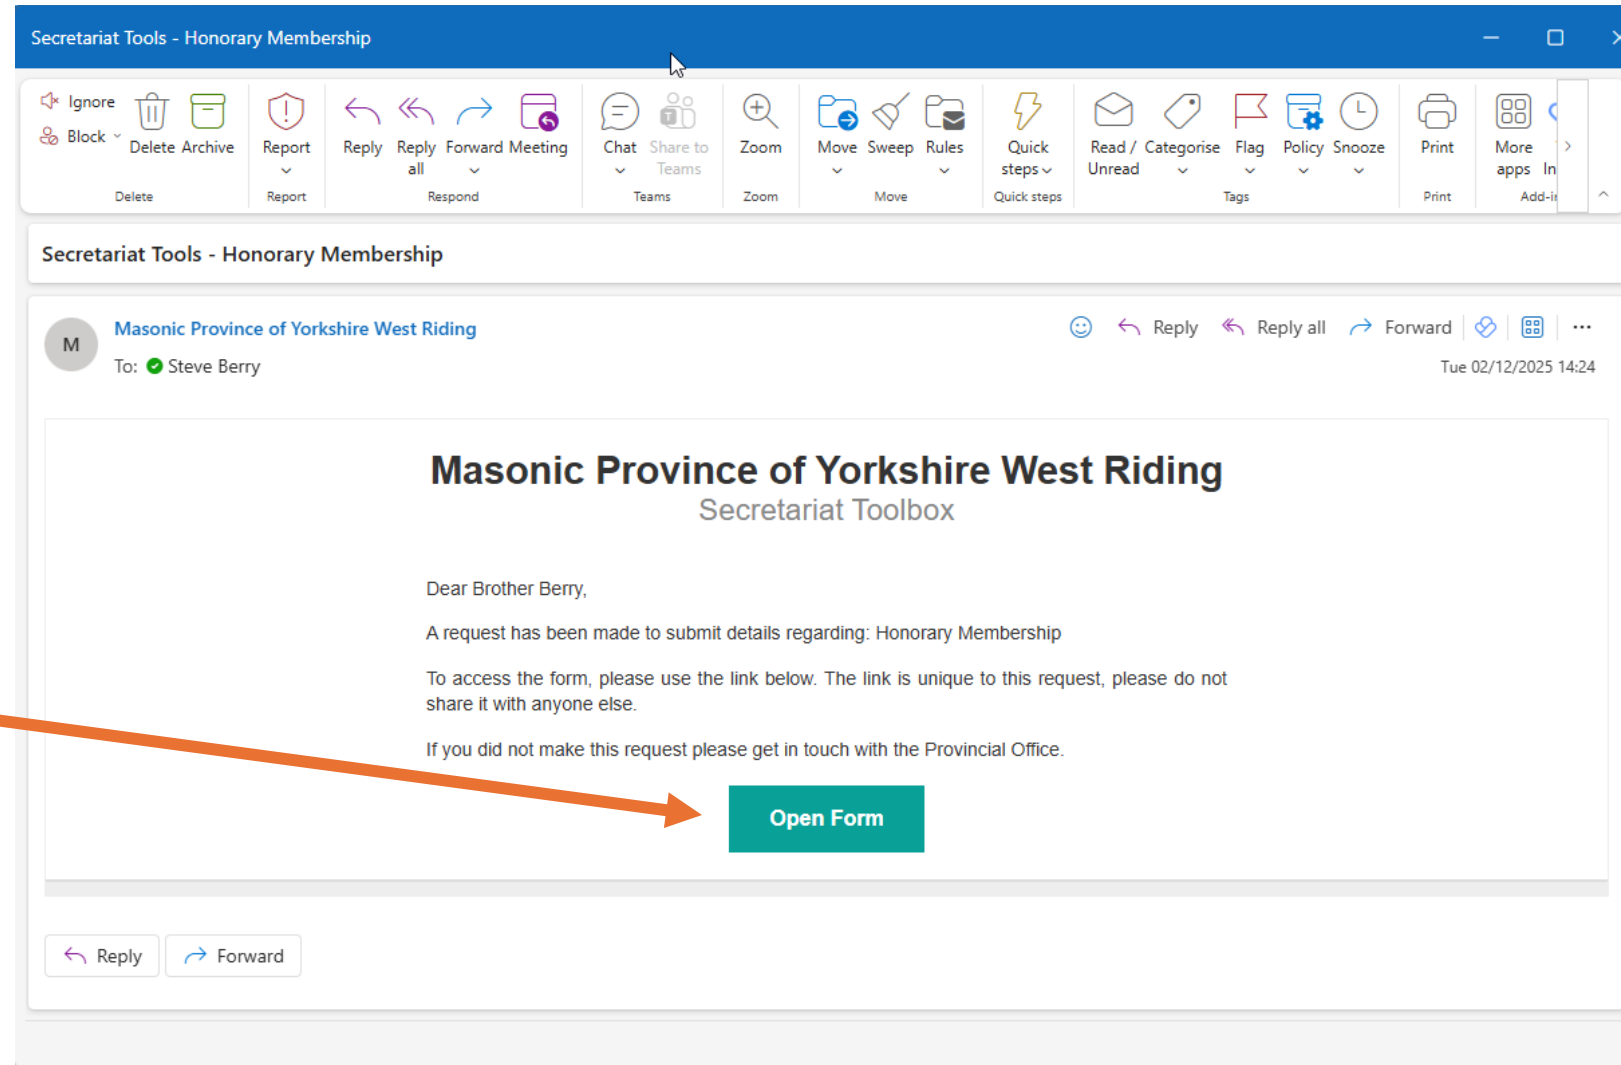 Secretariat Tools - Honorary Membership
Ignore
Block
Delete Archive
Delete
Report
Report
Reply Reply all Forward Meeting
Respond
Chat Share to Teams
Teams
Zoom
Zoom
Move Sweep Rules
Move
Quick steps
Quick steps
Read / Unread Categorise Flag Policy Snooze
Tags
Print
Print
More apps In
Add-in
Secretariat Tools - Honorary Membership
M
Masonic Province of Yorkshire West Riding
Reply Reply all Forward
To: Steve Berry
Tue 02/12/2025 14:24
Masonic Province of Yorkshire West Riding
Secretariat Toolbox
Dear Brother Berry,
A request has been made to submit details regarding: Honorary Membership
To access the form, please use the link below. The link is unique to this request, please do not
share it with anyone else.
If you did not make this request please get in touch with the Provincial Office.
Open Form
Reply Forward